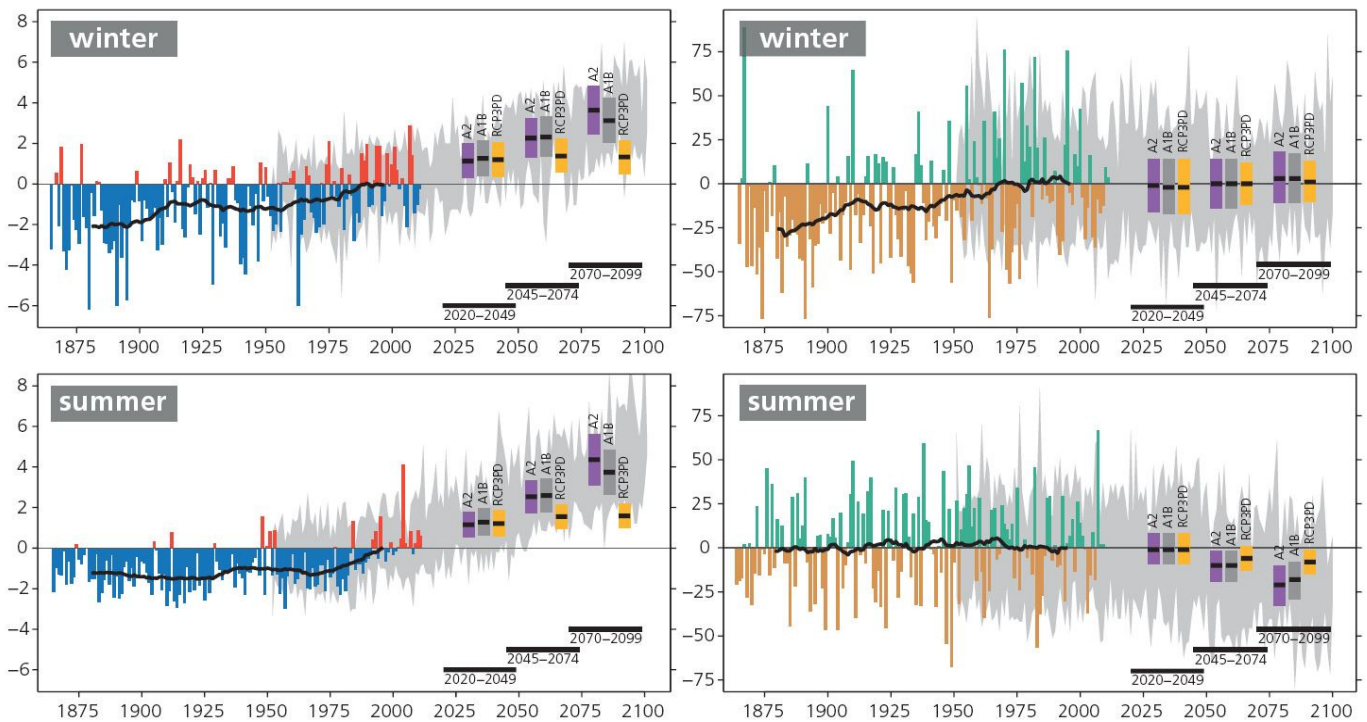 winter
8
6
4
2
0
−2
−4
−6
A2
A1B
RCP3PD
A2
A1B
RCP3PD
A2
A1B
RCP3PD
2070–2099
2045–2074
2020–2049
1875 1900 1925 1950 1975 2000 2025 2050 2075 2100
winter
75
50
25
0
−25
−50
−75
A2
A1B
RCP3PD
A2
A1B
RCP3PD
A2
A1B
RCP3PD
2070–2099
2045–2074
2020–2049
1875 1900 1925 1950 1975 2000 2025 2050 2075 2100
summer
8
6
4
2
0
−2
−4
−6
A2
A1B
RCP3PD
A2
A1B
RCP3PD
A2
A1B
RCP3PD
2070–2099
2045–2074
2020–2049
1875 1900 1925 1950 1975 2000 2025 2050 2075 2100
summer
75
50
25
0
−25
−50
−75
A2
A1B
RCP3PD
A2
A1B
RCP3PD
A2
A1B
RCP3PD
2070–2099
2045–2074
2020–2049
1875 1900 1925 1950 1975 2000 2025 2050 2075 2100